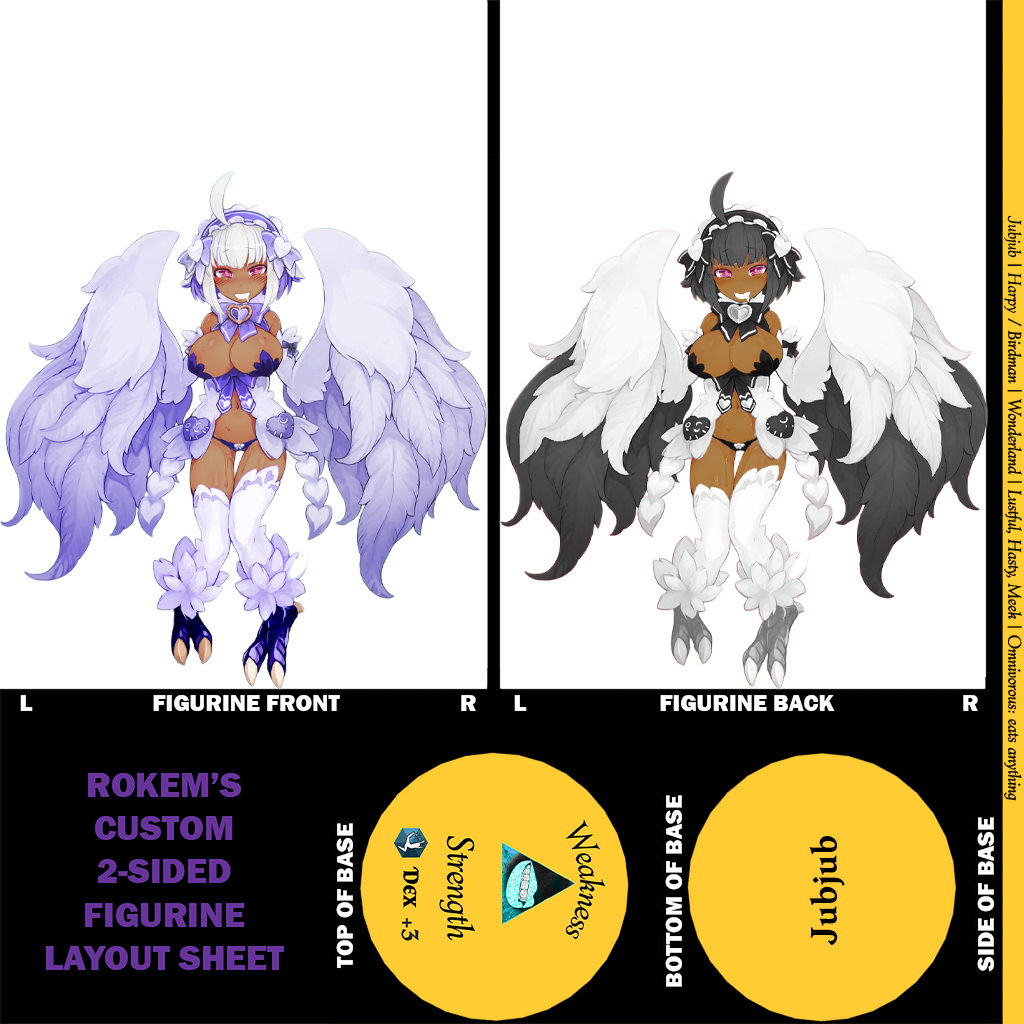 L
FIGURINE FRONT
R
L
FIGURINE BACK
R
Jubjub | Harpy / Birdman | Wonderland | Lustful, Hasty, Meek | Omnivorous: eats anything
ROKEM'S
CUSTOM
2-SIDED
FIGURINE
LAYOUT SHEET
TOP OF BASE
Dex +3
Strength
Weakness
BOTTOM OF BASE
Jubjub
SIDE OF BASE